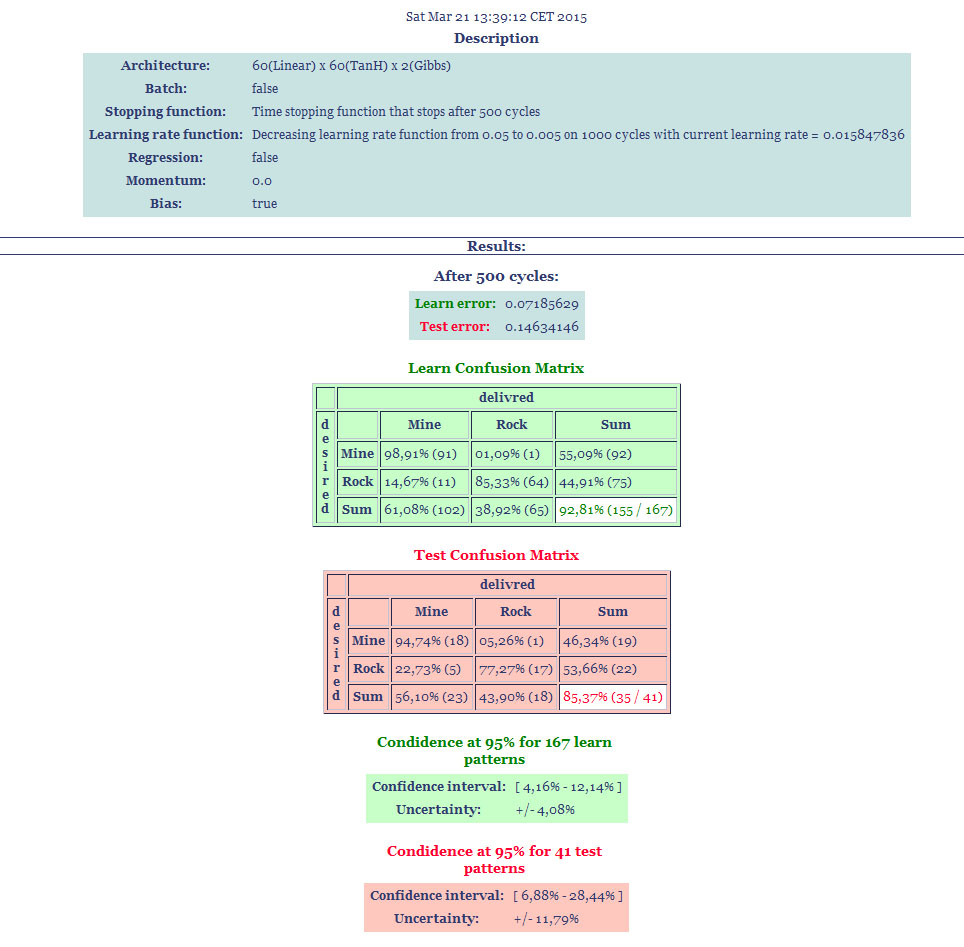 Sat Mar 21 13:39:12 CET 2015
Description
Architecture: 60(Linear) x 60(TanH) x 2(Gibbs)
Batch: false
Stopping function: Time stopping function that stops after 500 cycles
Learning rate function: Decreasing learning rate function from 0.05 to 0.005 on 1000 cycles with current learning rate = 0.015847836
Regression: false
Momentum: 0.0
Bias: true
Results:
After 500 cycles:
Learn error: 0.07185629
Test error: 0.14634146
Learn Confusion Matrix
delivred
desired
Mine Rock Sum
Mine 98,91% (91) 01,09% (1) 55,09% (92)
Rock 14,67% (11) 85,33% (64) 44,91% (75)
Sum 61,08% (102) 38,92% (65) 92,81% (155 / 167)
Test Confusion Matrix
delivred
desired
Mine Rock Sum
Mine 94,74% (18) 05,26% (1) 46,34% (19)
Rock 22,73% (5) 77,27% (17) 53,66% (22)
Sum 56,10% (23) 43,90% (18) 85,37% (35 / 41)
Condidence at 95% for 167 learn
patterns
Confidence interval: [ 4,16% - 12,14% ]
Uncertainty: +/- 4,08%
Condidence at 95% for 41 test
patterns
Confidence interval: [ 6,88% - 28,44% ]
Uncertainty: +/- 11,79%